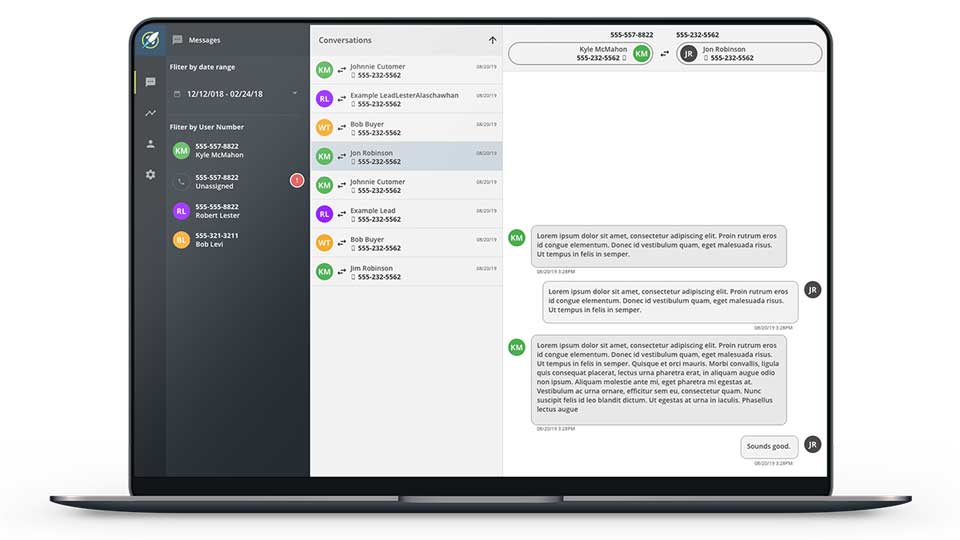 Messages
Fliter by date range
12/12/018 - 02/24/18
Fliter by User Number
KM
555-557-8822
Kyle McMahon
555-557-8822
Unassigned
!
RL
555-555-8822
Robert Lester
BL
555-321-3211
Bob Levi
Conversations
KM
Johnnie Cutomer
08/20/19
555-232-5562
RL
Example LeadLesterAlaschawhan
08/20/19
555-232-5562
WT
Bob Buyer
08/20/19
555-232-5562
KM
Jon Robinson
08/20/19
555-232-5562
KM
Johnnie Cutomer
08/20/19
555-232-5562
RL
Example Lead
08/20/19
555-232-5562
WT
Bob Buyer
08/20/19
555-232-5562
KM
Jim Robinson
08/20/19
555-232-5562
555-557-8822
555-232-5562
Kyle McMahon
555-232-5562
KM
JR
Jon Robinson
555-232-5562
KM
Lorem ipsum dolor sit amet, consectetur adipiscing elit. Proin rutrum eros
id congue elementum. Donec id vestibulum quam, eget malesuada risus.
Ut tempus in felis in semper.
08/20/19 3:28PM
Lorem ipsum dolor sit amet, consectetur adipiscing elit. Proin rutrum eros
id congue elementum. Donec id vestibulum quam, eget malesuada risus.
Ut tempus in felis in semper.
JR
08/20/19 3:28PM
KM
Lorem ipsum dolor sit amet, consectetur adipiscing elit. Proin rutrum eros
id congue elementum. Donec id vestibulum quam, eget malesuada risus.
Ut tempus in felis in semper. Quisque et orci mauris. Morbi convallis, ligula
quis consequat placerat, lectus urna pharetra erat, in aliquam augue odio
non ipsum. Aliquam molestie ante mi, eget pharetra mi egestas at.
Vestibulum ac urna ornare, efficitur sem eu, consectetur quam. Nunc
suscipit felis id leo blandit dictum. Ut egestas at urna in iaculis. Phasellus
lectus augue
08/20/19 3:28PM
Sounds good.
JR
08/20/19 3:28PM